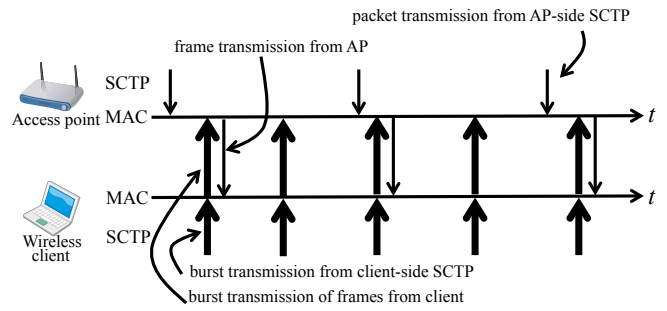 packet transmission from AP-side SCTP
frame transmission from AP
SCTP
Access point MAC
t
MAC
t
Wireless
client
SCTP
burst transmission from client-side SCTP
burst transmission of frames from client